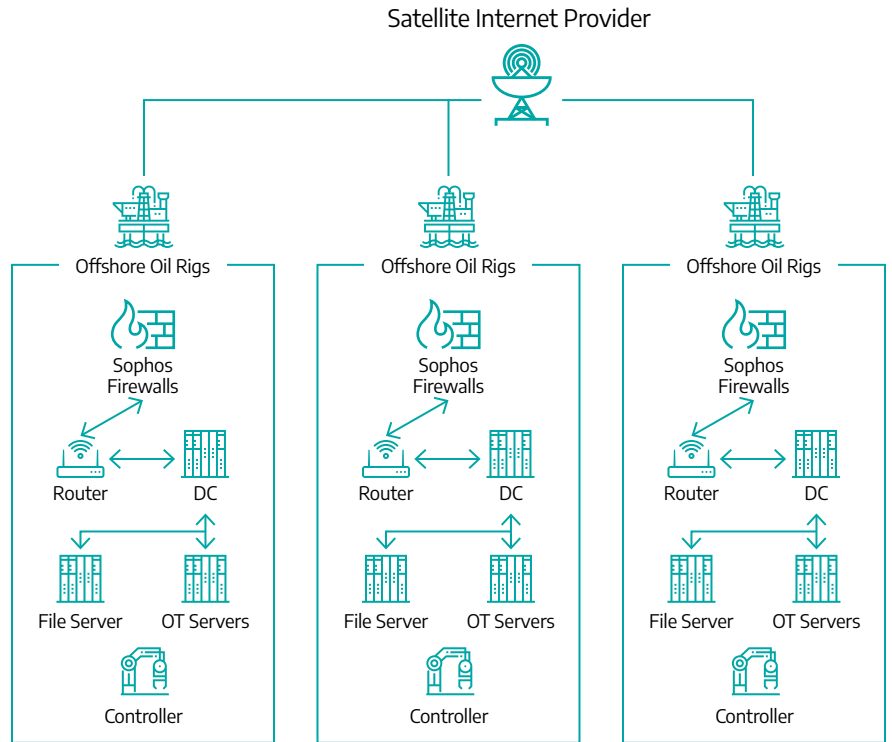 Satellite Internet Provider
Offshore Oil Rigs
Sophos
Firewalls
Router
DC
File Server
OT Servers
Controller
Offshore Oil Rigs
Sophos
Firewalls
Router
DC
File Server
OT Servers
Controller
Offshore Oil Rigs
Sophos
Firewalls
Router
DC
File Server
OT Servers
Controller